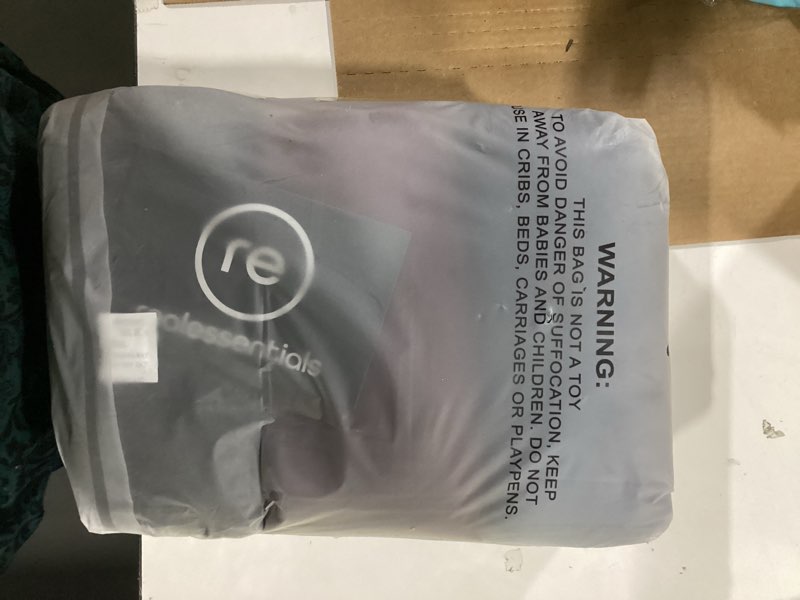 WARNING:
THIS BAG IS NOT A TOY
TO AVOID DANGER OF SUFFOCATION, KEEP
AWAY FROM BABIES AND CHILDREN. DO NOT
USE IN CRIBS, BEDS, CARRIAGES OR PLAYPENS.
re
realessentials